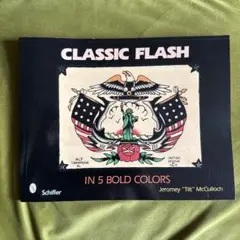 CLASSIC FLASH
IN 5 BOLD COLORS
Schiffer
Jeromey "Tilt" McCulloch